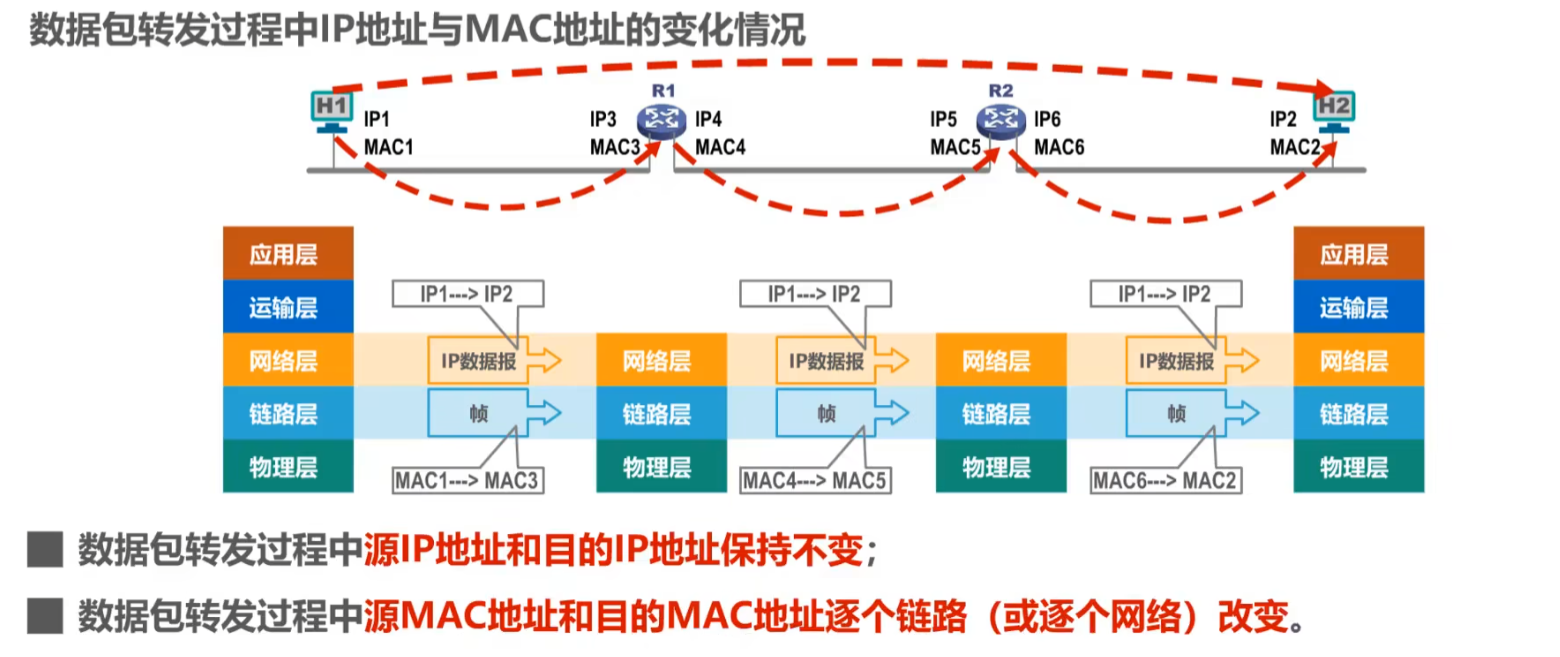 数据包转发过程中IP地址与MAC地址的变化情况
R1 R2
H1 H2
IP1 IP3 IP4 IP5 IP6 IP2
MAC1 MAC3 MAC4 MAC5 MAC6 MAC2
应用层 应用层
IP1---> IP2 IP1---> IP2 IP1---> IP2
运输层 运输层
网络层 IP数据报 网络层 IP数据报 网络层 IP数据报 网络层
链路层 帧 链路层 帧 链路层 帧 链路层
物理层 物理层 物理层 物理层
MAC1---> MAC3 MAC4---> MAC5 MAC6---> MAC2
数据包转发过程中源IP地址和目的IP地址保持不变；
数据包转发过程中源MAC地址和目的MAC地址逐个链路（或逐个网络）改变。